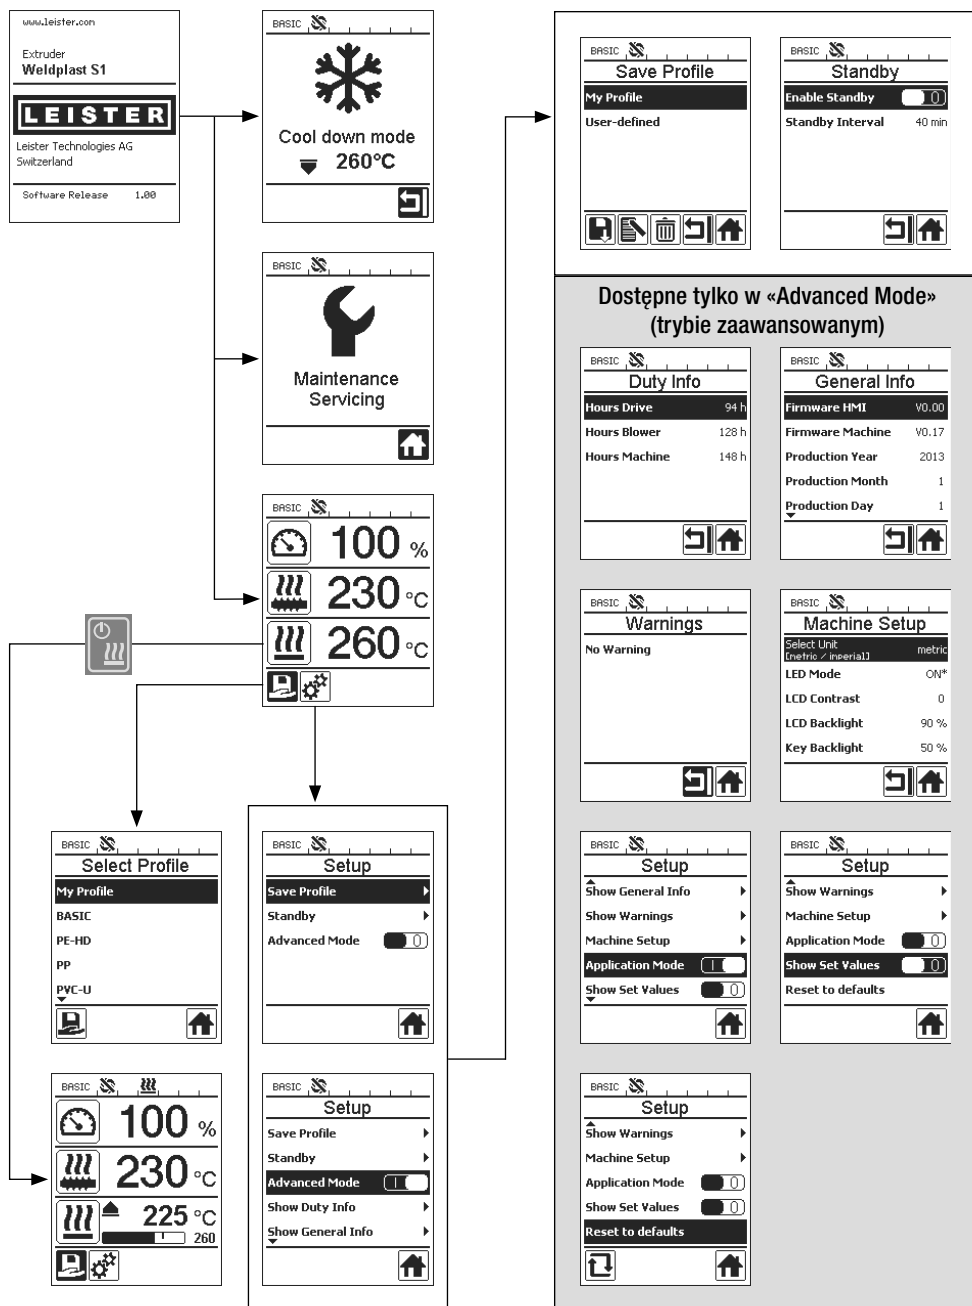 www.leister.com
Extruder
Weldplast S1
LEISTER
Leister Technologies AG
Switzerland
Software Release 1.00
BASIC
Cool down mode
260°C
BASIC
Maintenance
Servicing
BASIC
100 %
230 °C
260 °C
BASIC
Select Profile
My Profile
BASIC
PE-HD
PP
PVC-U
BASIC
100 %
230 °C
225 °C
260
BASIC
Setup
Save Profile
Standby
Advanced Mode 0
BASIC
Setup
Save Profile
Standby
Advanced Mode I
Show Duty Info
Show General Info
BASIC
Save Profile
My Profile
User-defined
BASIC
Standby
Enable Standby 0
Standby Interval 40 min
Dostępne tylko w «Advanced Mode»
(trybie zaawansowanym)
BASIC
Duty Info
Hours Drive 94 h
Hours Blower 128 h
Hours Machine 148 h
BASIC
General Info
Firmware HMI V0.00
Firmware Machine V0.17
Production Year 2013
Production Month 1
Production Day 1
BASIC
Warnings
No Warning
BASIC
Machine Setup
Select Unit
[metric / imperial] metric
LED Mode ON*
LCD Contrast 0
LCD Backlight 90 %
Key Backlight 50 %
BASIC
Setup
Show General Info
Show Warnings
Machine Setup
Application Mode I
Show Set Values 0
BASIC
Setup
Show Warnings
Machine Setup
Application Mode 0
Show Set Values 0
Reset to defaults
BASIC
Setup
Show Warnings
Machine Setup
Application Mode 0
Show Set Values 0
Reset to defaults